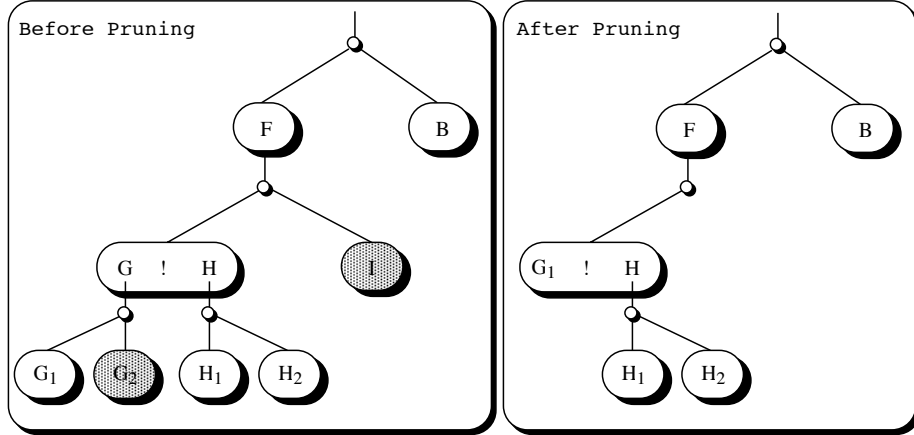 Before Pruning
F B
G ! H I
G₁ G₂ H₁ H₂
After Pruning
F B
G₁ ! H
H₁ H₂